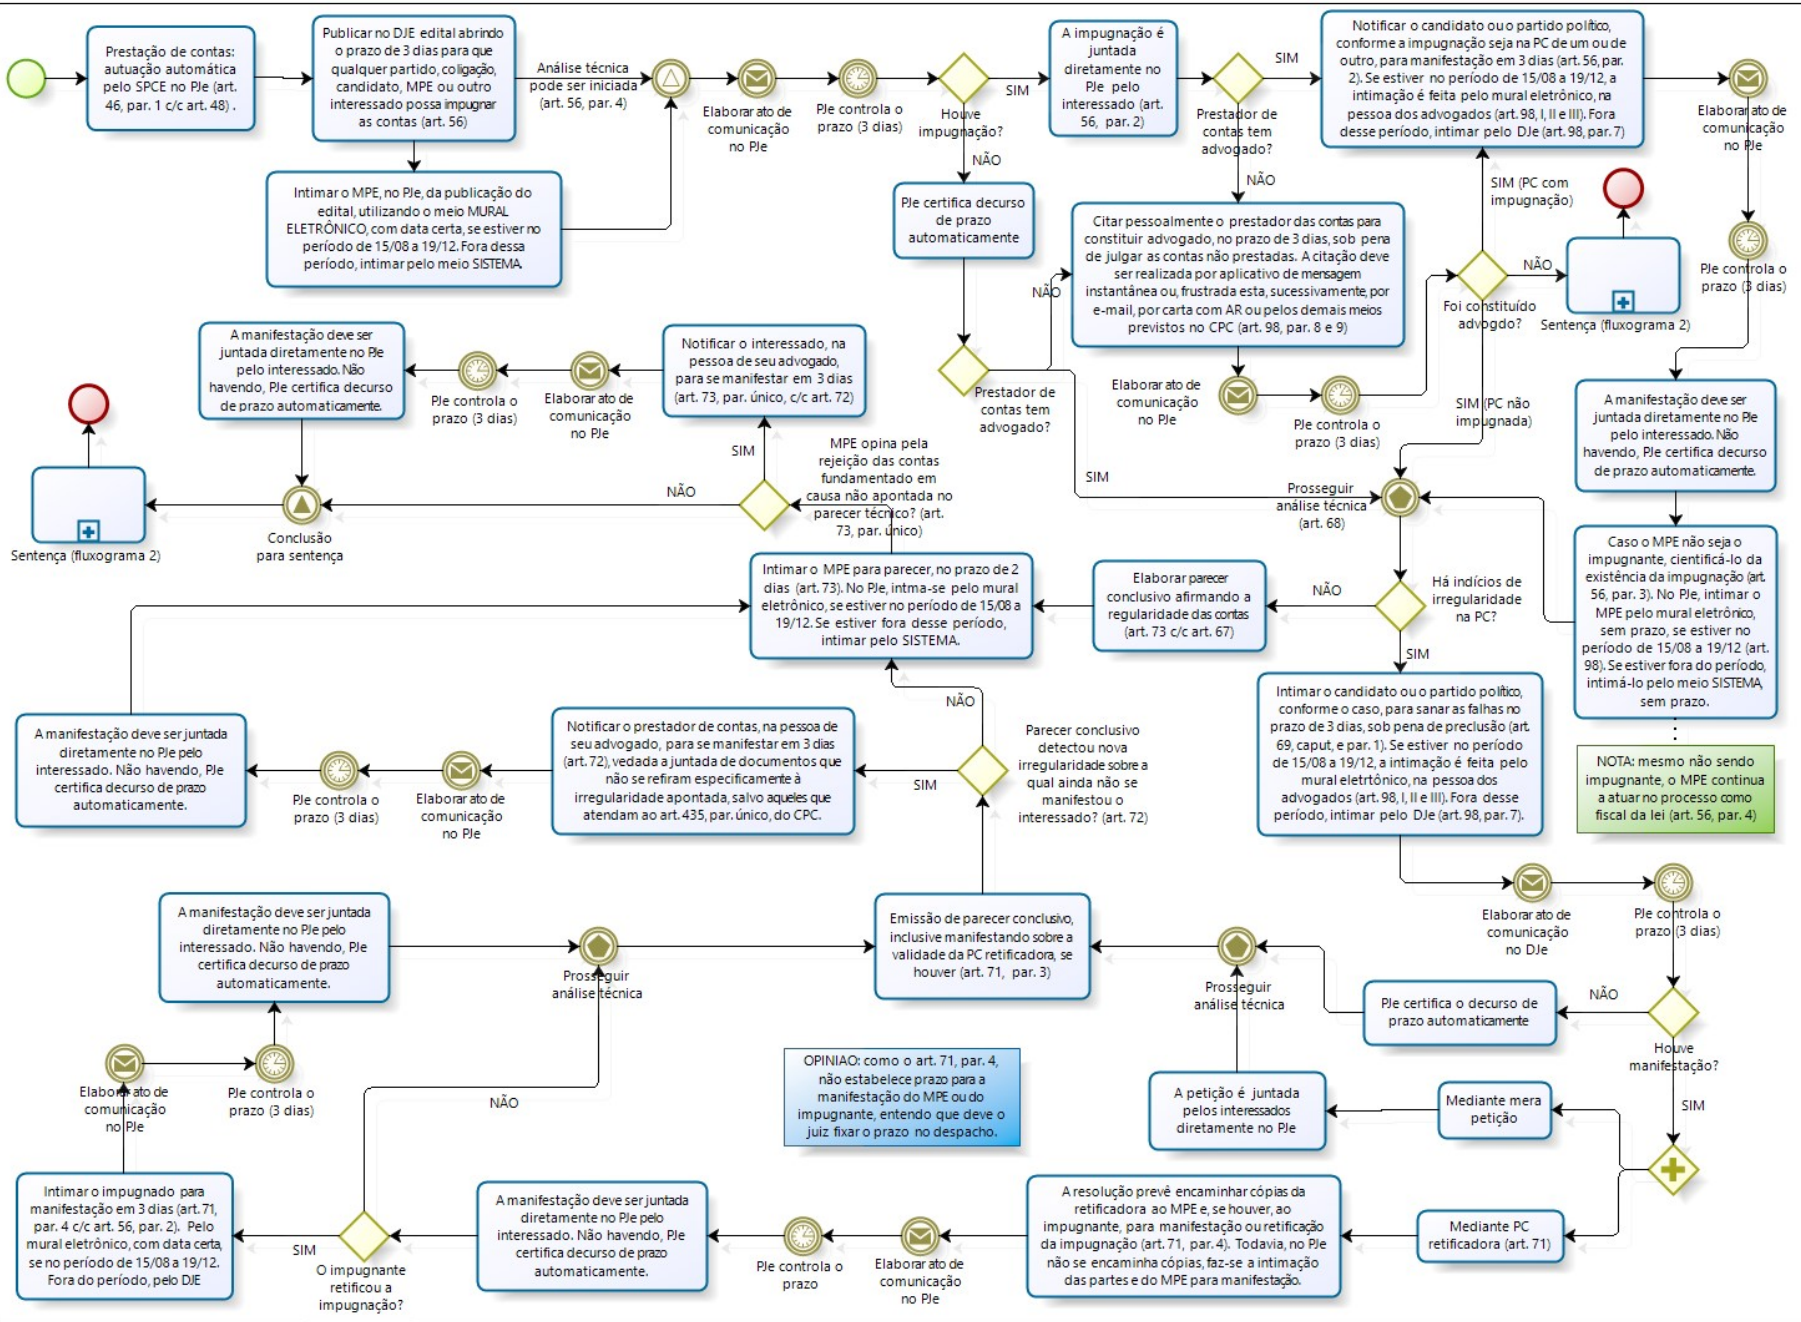 Prestação de contas:
autuação automática
pelo SPCE no PJe (art.
46, par. 1 c/c art. 48) .
Publicar no DJE edital abrindo
o prazo de 3 dias para que
qualquer partido, coligação,
candidato, MPE ou outro
interessado possa impugnar
as contas (art. 56)
Análise técnica
pode ser iniciada
(art. 56, par. 4)
Elaborar ato de
comunicação
no PJe
PJe controla o
prazo (3 dias)
Houve
impugnação?
SIM
NÃO
A impugnação é
juntada
diretamente no
PJe pelo
interessado (art.
56, par. 2)
Prestador de
contas tem
advogado?
SIM
NÃO
Notificar o candidato ou o partido político,
conforme a impugnação seja na PC de um ou de
outro, para manifestação em 3 dias (art. 56, par.
2). Se estiver no período de 15/08 a 19/12, a
intimação é feita pelo mural eletrônico, na
pessoa dos advogados (art. 98, I, II e III). Fora
desse período, intimar pelo DJe (art. 98, par. 7)
Elaborar ato de
comunicação
no PJe
Intimar o MPE, no PJe, da publicação do
edital, utilizando o meio MURAL
ELETRÔNICO, com data certa, se estiver no
período de 15/08 a 19/12. Fora dessa
período, intimar pelo meio SISTEMA.
PJe certifica decurso
de prazo
automaticamente
Citar pessoalmente o prestador das contas para
constituir advogado, no prazo de 3 dias, sob pena
de julgar as contas não prestadas. A citação deve
ser realizada por aplicativo de mensagem
instantânea ou, frustrada esta, sucessivamente, por
e-mail, por carta com AR ou pelos demais meios
previstos no CPC (art. 98, par. 8 e 9)
NÃO
SIM (PC com
impugnação)
NÃO
Foi constituído
advogdo?
Sentença (fluxograma 2)
PJe controla o
prazo (3 dias)
A manifestação deve ser
juntada diretamente no PJe
pelo interessado. Não
havendo, PJe certifica decurso
de prazo automaticamente.
PJe controla o
prazo (3 dias)
Elaborar ato de
comunicação
no PJe
Notificar o interessado, na
pessoa de seu advogado,
para se manifestar em 3 dias
(art. 73, par. único, c/c art. 72)
Prestador de
contas tem
advogado?
Elaborar ato de
comunicação
no PJe
PJe controla o
prazo (3 dias)
SIM (PC não
impugnada)
A manifestação deve ser
juntada diretamente no PJe
pelo interessado. Não
havendo, PJe certifica decurso
de prazo automaticamente.
SIM
MPE opina pela
rejeição das contas
fundamentado em
causa não apontada no
parecer técnico? (art.
73, par. único)
NÃO
SIM
Prosseguir
análise técnica
(art. 68)
Sentença (fluxograma 2)
Conclusão
para sentença
Intimar o MPE para parecer, no prazo de 2
dias (art. 73). No PJe, intma-se pelo mural
eletrônico, se estiver no período de 15/08 a
19/12. Se estiver fora desse período,
intimar pelo SISTEMA.
Elaborar parecer
conclusivo afirmando a
regularidade das contas
(art. 73 c/c art. 67)
NÃO
Há indícios de
irregularidade
na PC?
SIM
Caso o MPE não seja o
impugnante, cientificá-lo da
existência da impugnação (art.
56, par. 3). No PJe, intimar o
MPE pelo mural eletrônico,
sem prazo, se estiver no
período de 15/08 a 19/12 (art.
98). Se estiver fora do período,
intimá-lo pelo meio SISTEMA,
sem prazo.
A manifestação deve ser juntada
diretamente no PJe pelo
interessado. Não havendo, PJe
certifica decurso de prazo
automaticamente.
PJe controla o
prazo (3 dias)
Elaborar ato de
comunicação
no PJe
Notificar o prestador de contas, na pessoa de
seu advogado, para se manifestar em 3 dias
(art. 72), vedada a juntada de documentos que
não se refiram especificamente à
irregularidade apontada, salvo aqueles que
atendam ao art. 435, par. único, do CPC.
NÃO
SIM
Parecer conclusivo
detectou nova
irregularidade sobre a
qual ainda não se
manifestou o
interessado? (art. 72)
Intimar o candidato ou o partido político,
conforme o caso, para sanar as falhas no
prazo de 3 dias, sob pena de preclusão (art.
69, caput, e par. 1). Se estiver no período
de 15/08 a 19/12, a intimação é feita pelo
mural eletrtônico, na pessoa dos
advogados (art. 98, I, II e III). Fora desse
período, intimar pelo DJe (art. 98, par. 7).
NOTA: mesmo não sendo
impugnante, o MPE continua
a atuar no processo como
fiscal da lei (art. 56, par. 4)
A manifestação deve ser juntada
diretamente no PJe pelo
interessado. Não havendo, PJe
certifica decurso de prazo
automaticamente.
Prosseguir
análise técnica
Emissão de parecer conclusivo,
inclusive manifestando sobre a
validade da PC retificadora, se
houver (art. 71, par. 3)
Prosseguir
análise técnica
Elaborar ato de
comunicação
no DJe
PJe controla o
prazo (3 dias)
PJe certifica o decurso de
prazo automaticamente
NÃO
Houve
manifestação?
SIM
Elaborar ato de
comunicação
no PJe
PJe controla o
prazo (3 dias)
NÃO
OPINIAO: como o art. 71, par. 4,
não estabelece prazo para a
manifestação do MPE ou do
impugnante, entendo que deve o
juiz fixar o prazo no despacho.
A petição é juntada
pelos interessados
diretamente no PJe
Mediante mera
petição
Intimar o impugnado para
manifestação em 3 dias (art. 71,
par. 4 c/c art. 56, par. 2). Pelo
mural eletrônico, com data certa,
se no período de 15/08 a 19/12.
Fora do período, pelo DJE
SIM
O impugnante
retificou a
impugnação?
A manifestação deve ser juntada
diretamente no PJe pelo
interessado. Não havendo, PJe
certifica decurso de prazo
automaticamente.
PJe controla o
prazo
Elaborar ato de
comunicação
no PJe
A resolução prevê encaminhar cópias da
retificadora ao MPE e, se houver, ao
impugnante, para manifestação ou retificação
da impugnação (art. 71, par. 4). Todavia, no PJe
não se encaminha cópias, faz-se a intimação
das partes e do MPE para manifestação.
Mediante PC
retificadora (art. 71)